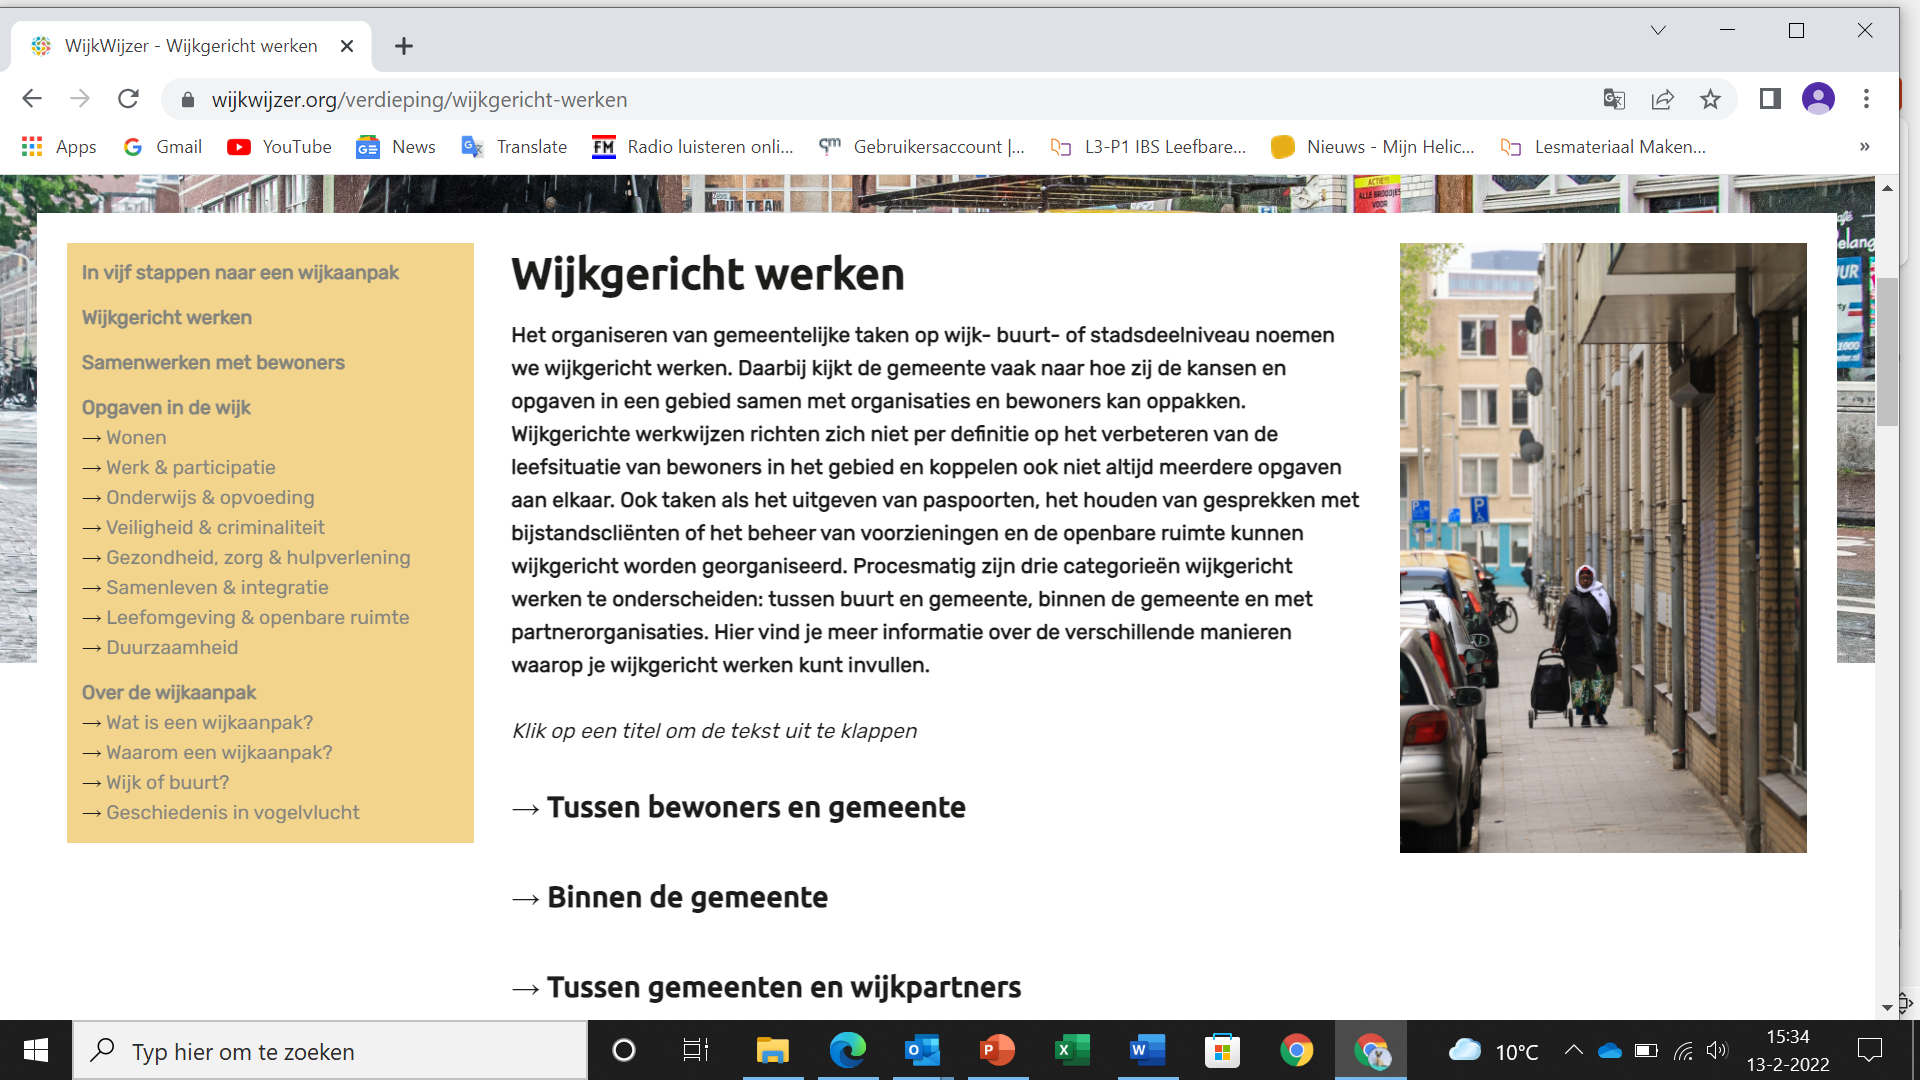 WijkWijzer - Wijkgericht werken
wijkwijzer.org/verdieping/wijkgericht-werken
Apps
Gmail
YouTube
News
Translate
FM
Radio luisteren onli...
Gebruikersaccount |...
L3-P1 IBS Leefbare...
Nieuws - Mijn Helic...
Lesmateriaal Maken...
»
TEAM
ACTIE!!!
ALLE BROODJES
VOOR
In vijf stappen naar een wijkaanpak
Wijkgericht werken
Samenwerken met bewoners
Opgaven in de wijk
→ Wonen
→ Werk & participatie
→ Onderwijs & opvoeding
→ Veiligheid & criminaliteit
→ Gezondheid, zorg & hulpverlening
→ Samenleven & integratie
→ Leefomgeving & openbare ruimte
→ Duurzaamheid
Over de wijkaanpak
→ Wat is een wijkaanpak?
→ Waarom een wijkaanpak?
→ Wijk of buurt?
→ Geschiedenis in vogelvlucht
Wijkgericht werken
Het organiseren van gemeentelijke taken op wijk- buurt- of stadsdeelniveau noemen
we wijkgericht werken. Daarbij kijkt de gemeente vaak naar hoe zij de kansen en
opgaven in een gebied samen met organisaties en bewoners kan oppakken.
Wijkgerichte werkwijzen richten zich niet per definitie op het verbeteren van de
leefsituatie van bewoners in het gebied en koppelen ook niet altijd meerdere opgaven
aan elkaar. Ook taken als het uitgeven van paspoorten, het houden van gesprekken met
bijstandscliënten of het beheer van voorzieningen en de openbare ruimte kunnen
wijkgericht worden georganiseerd. Procesmatig zijn drie categorieën wijkgericht
werken te onderscheiden: tussen buurt en gemeente, binnen de gemeente en met
partnerorganisaties. Hier vind je meer informatie over de verschillende manieren
waarop je wijkgericht werken kunt invullen.
Klik op een titel om de tekst uit te klappen
→ Tussen bewoners en gemeente
→ Binnen de gemeente
→ Tussen gemeenten en wijkpartners
P
Typ hier om te zoeken
10°C
15:34
13-2-2022